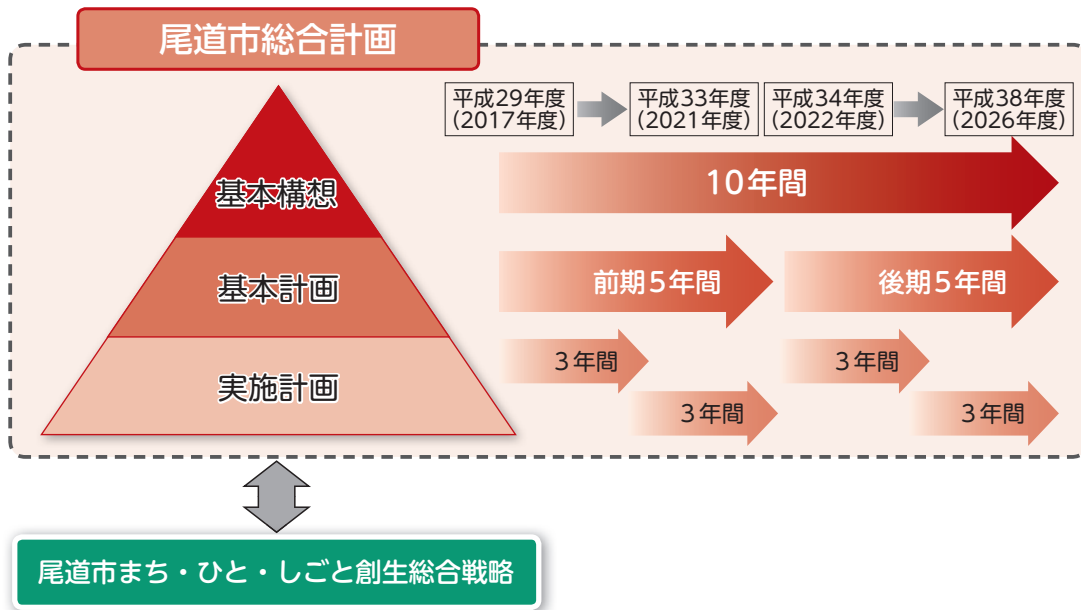 尾道市総合計画
平成29年度
(2017年度)
平成33年度
(2021年度)
平成34年度
(2022年度)
平成38年度
(2026年度)
基本構想
10年間
基本計画
前期5年間
後期5年間
実施計画
3年間
3年間
3年間
3年間
尾道市まち・ひと・しごと創生総合戦略